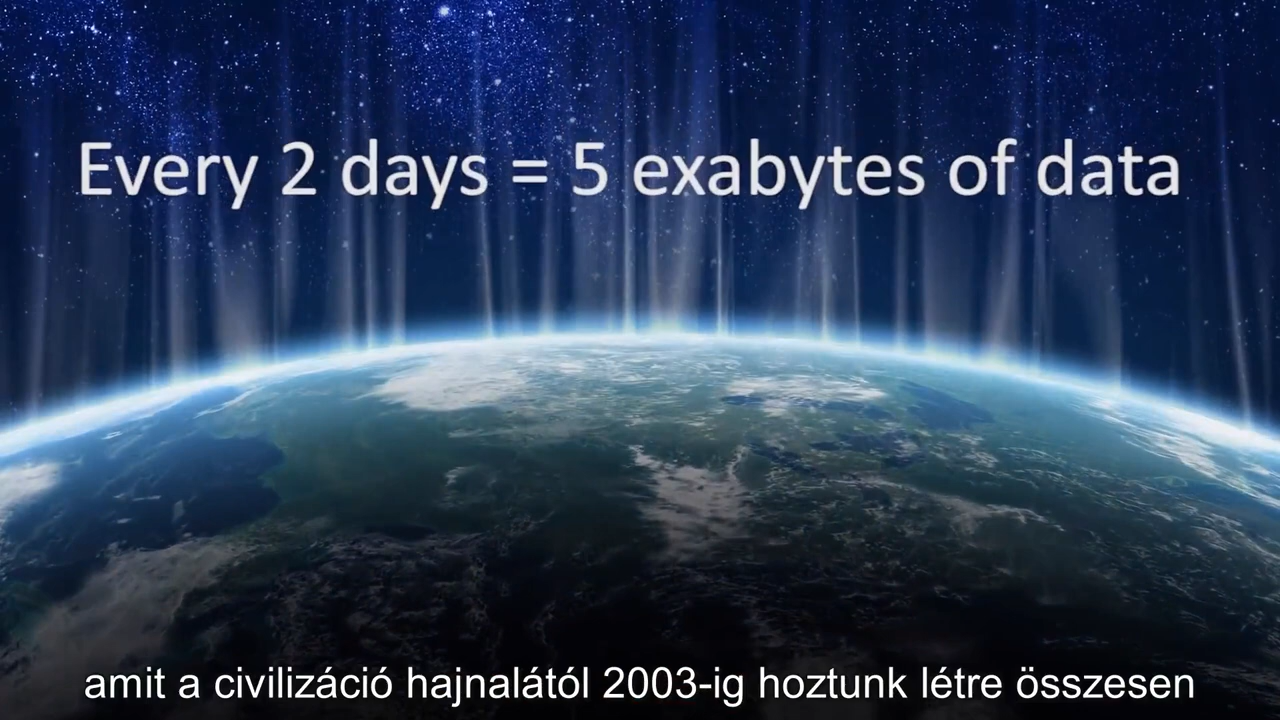 Every 2 days = 5 exabytes of data
amit a civilizáció hajnalától 2003-ig hoztunk létre összesen